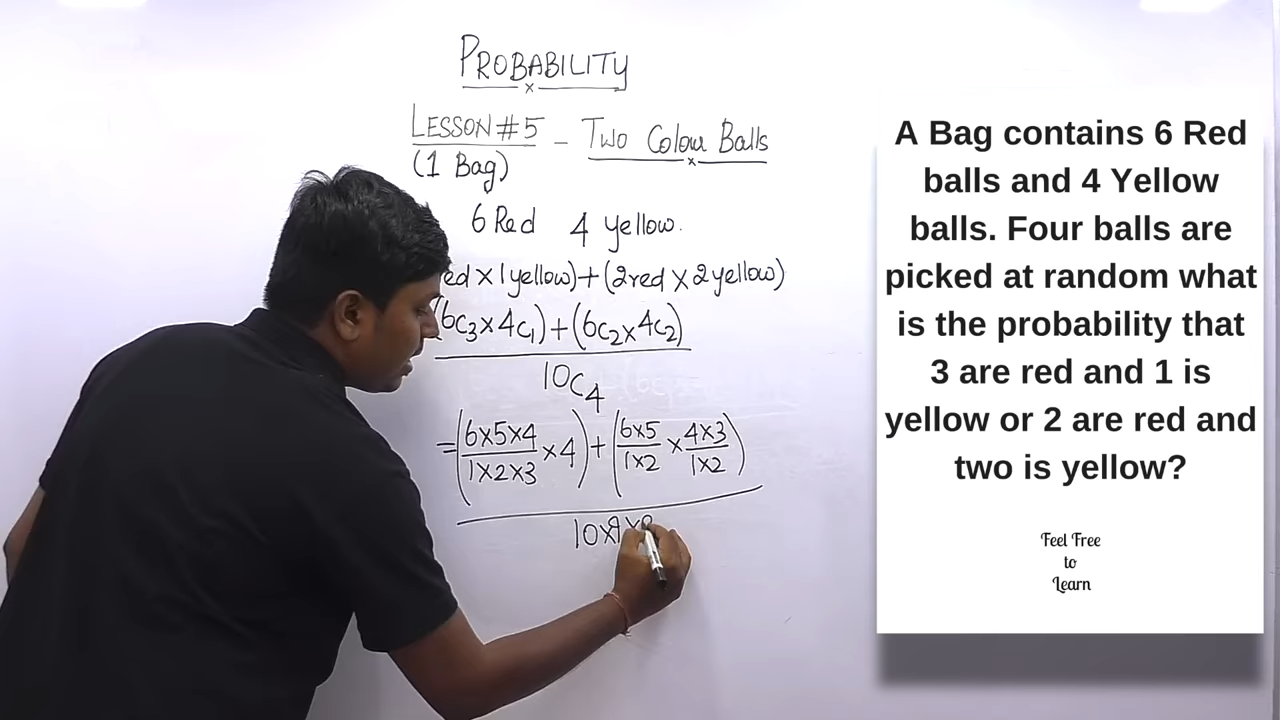 PROBABILITY
LESSON #5 - TWO COLOUR BALLS
(1 Bag)
6 Red 4 yellow.
ed x 1 yellow) + (2red x 2 yellow)
(6C3 x 4C1) + (6C2 x 4C2)
10C4
= (6x5x4/1x2x3 x 4) + (6x5/1x2 x 4x3/1x2)
10x9x
A Bag contains 6 Red
balls and 4 Yellow
balls. Four balls are
picked at random what
is the probability that
3 are red and 1 is
yellow or 2 are red and
two is yellow?
Feel Free
to
Learn